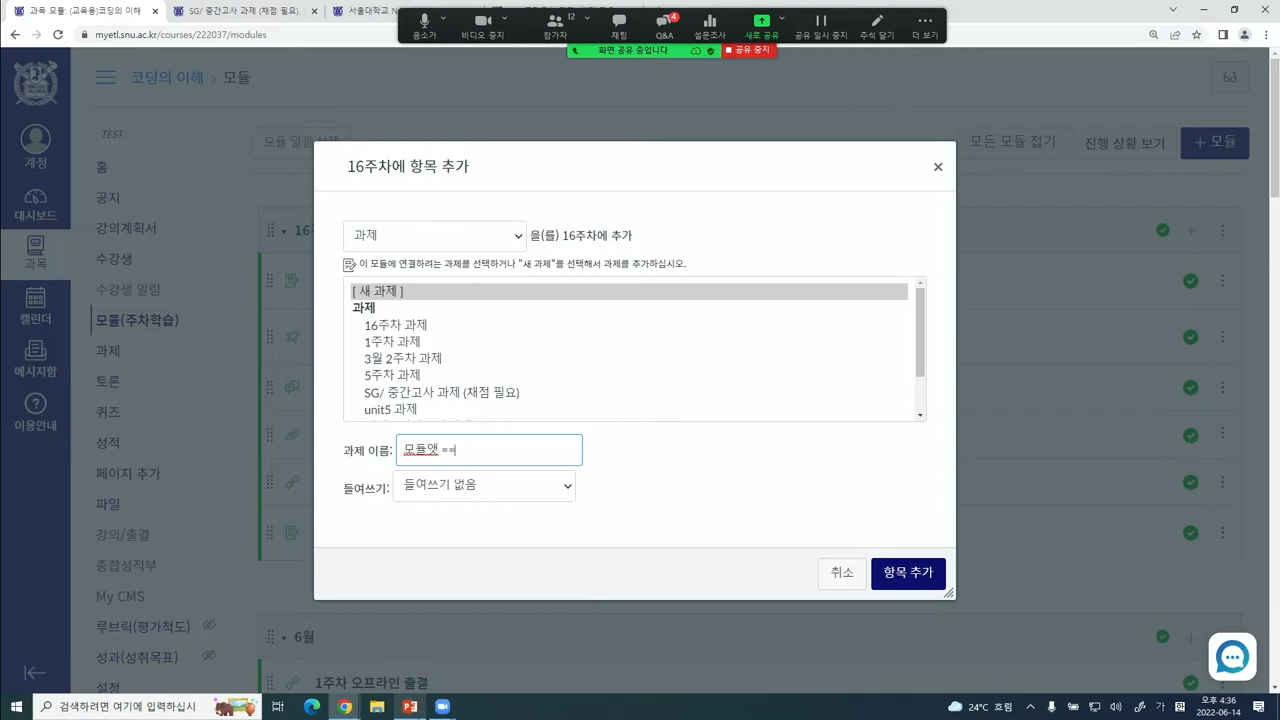 과목 모듈: (교육용)코딩의 이해
SG/ 중간고사 과제 (채점 필요).
서울대학교
음소거
비디오 중지
참가자
12
채팅
Q&A
4
설문조사
새로 공유
공유 일시 중지
주석 달기
더 보기
myetl.snu.ac.kr/courses/222037/modules
화면 공유 중입니다
공유 중지
코딩의 이해 › 모듈
계정
대시보드
과목
캘린더
메시지함
이용안내
TEST
홈
공지
강의계획서
수강생
수강생 알림
모듈(주차학습)
과제
토론
퀴즈
성적
페이지 추가
파일
강의/출결
종합성적부
My CMS
루브릭(평가척도)
성과(성취목표)
설정
모듈 일괄 삭제
모든 모듈 접기
진행 상황 보기
+ 모듈
16주차에 항목 추가
과제
을(를) 16주차에 추가
이 모듈에 연결하려는 과제를 선택하거나 "새 과제"를 선택해서 과제를 추가하십시오.
[ 새 과제 ]
과제
16주차 과제
1주차 과제
3월 2주차 과제
5주차 과제
SG/ 중간고사 과제 (채점 필요)
unit5 과제
과제 이름:
모듈앳 ==
들여쓰기:
들여쓰기 없음
취소
항목 추가
6월
1주차 오프라인 출결
검색하려면 여기에 입력하십시
24°C 흐림
가
오후 4:36
2022-06-14